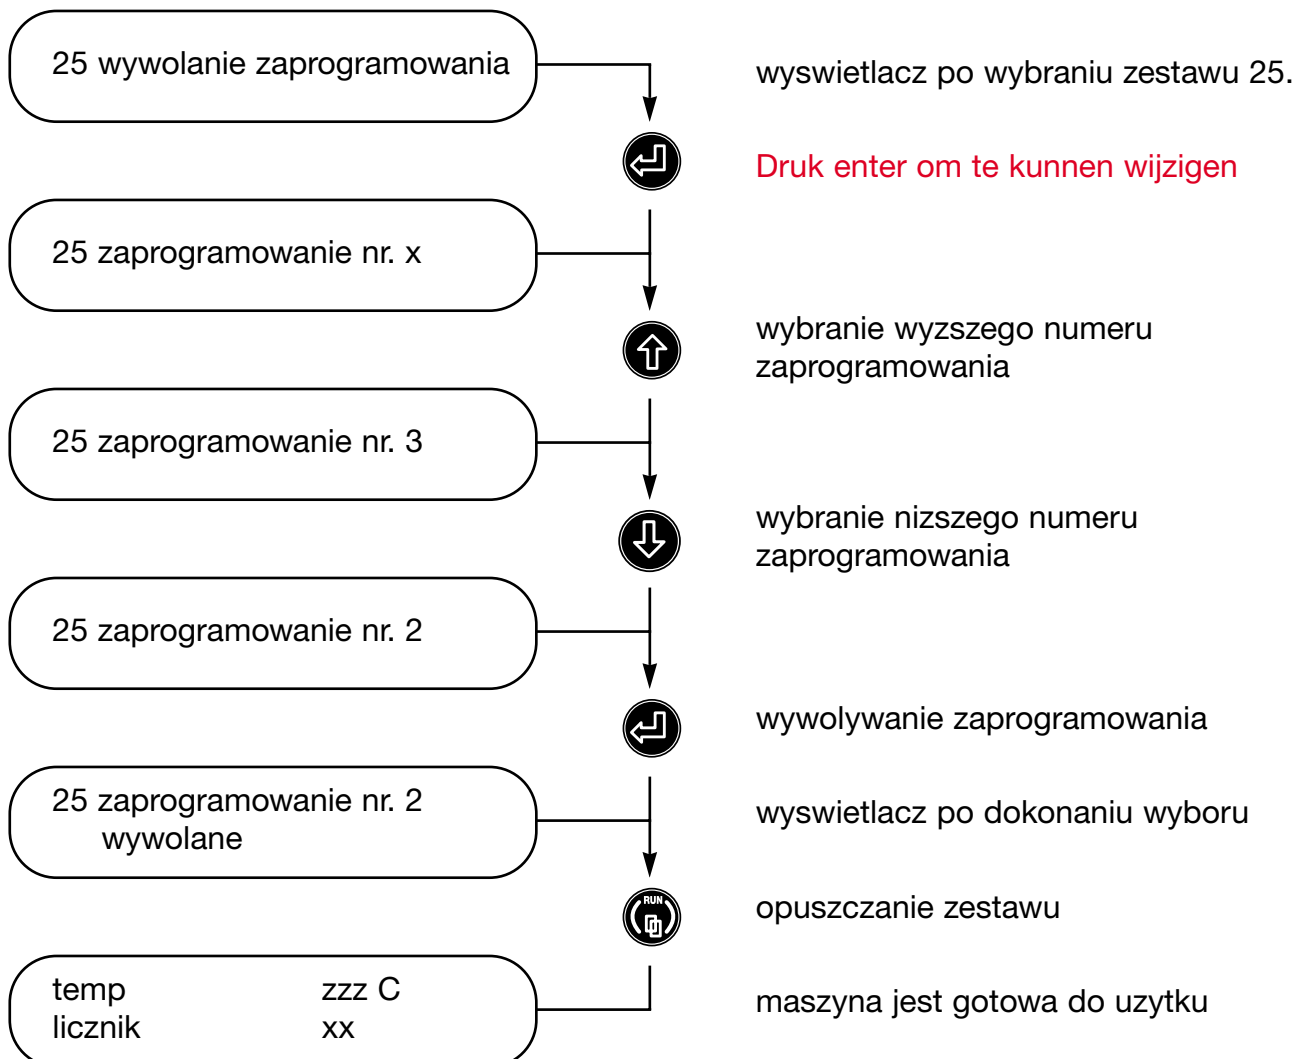 25 wywolanie zaprogramowania
wyswietlacz po wybraniu zestawu 25.
Druk enter om te kunnen wijzigen
25 zaprogramowanie nr. x
wybranie wyzszego numeru
zaprogramowania
25 zaprogramowanie nr. 3
wybranie nizszego numeru
zaprogramowania
25 zaprogramowanie nr. 2
wywolywanie zaprogramowania
25 zaprogramowanie nr. 2
wywolane
wyswietlacz po dokonaniu wyboru
RUN
opuszczanie zestawu
temp zzz C
licznik xx
maszyna jest gotowa do uzytku